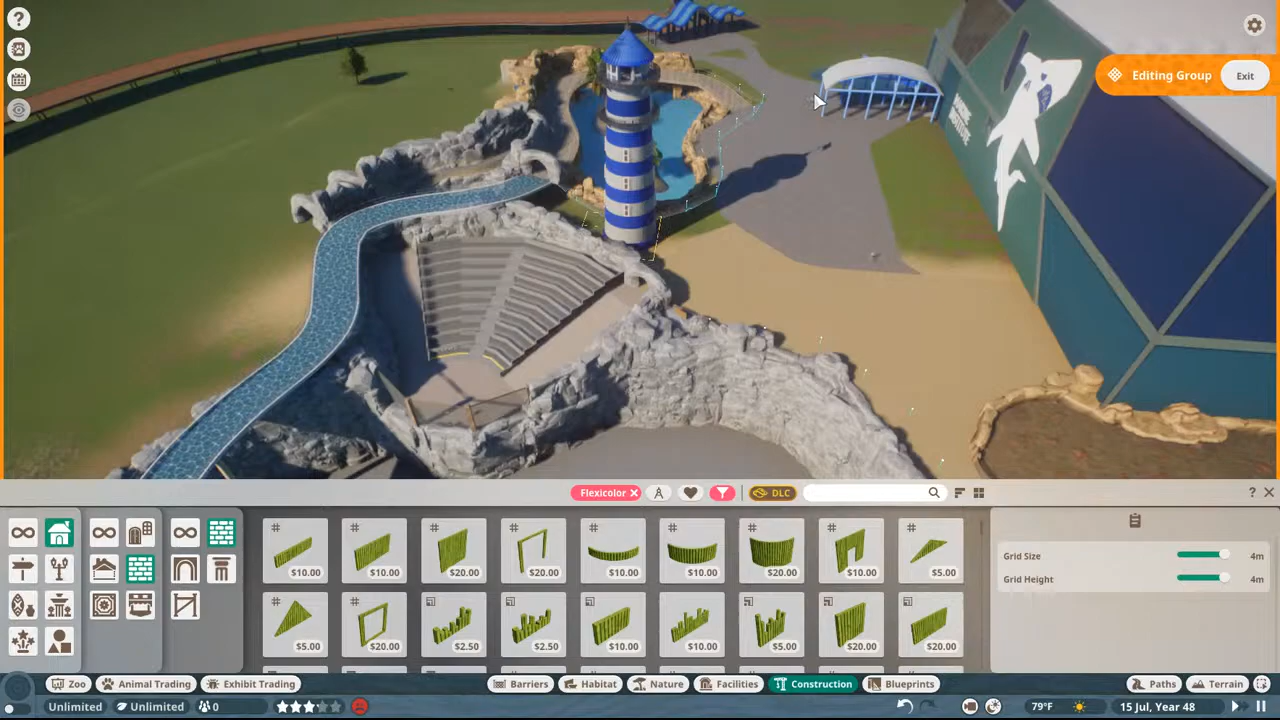 ?
Editing Group
Exit
MARINE
INSTITUTE
Flexicolor
DLC
?
$10.00
$10.00
$20.00
$20.00
$10.00
$10.00
$20.00
$10.00
$5.00
$5.00
$20.00
$2.50
$2.50
$10.00
$10.00
$5.00
$20.00
$20.00
Grid Size
4m
Grid Height
4m
Zoo
Animal Trading
Exhibit Trading
Barriers
Habitat
Nature
Facilities
Construction
Blueprints
Paths
Terrain
Unlimited
Unlimited
0
79°F
15 Jul, Year 48